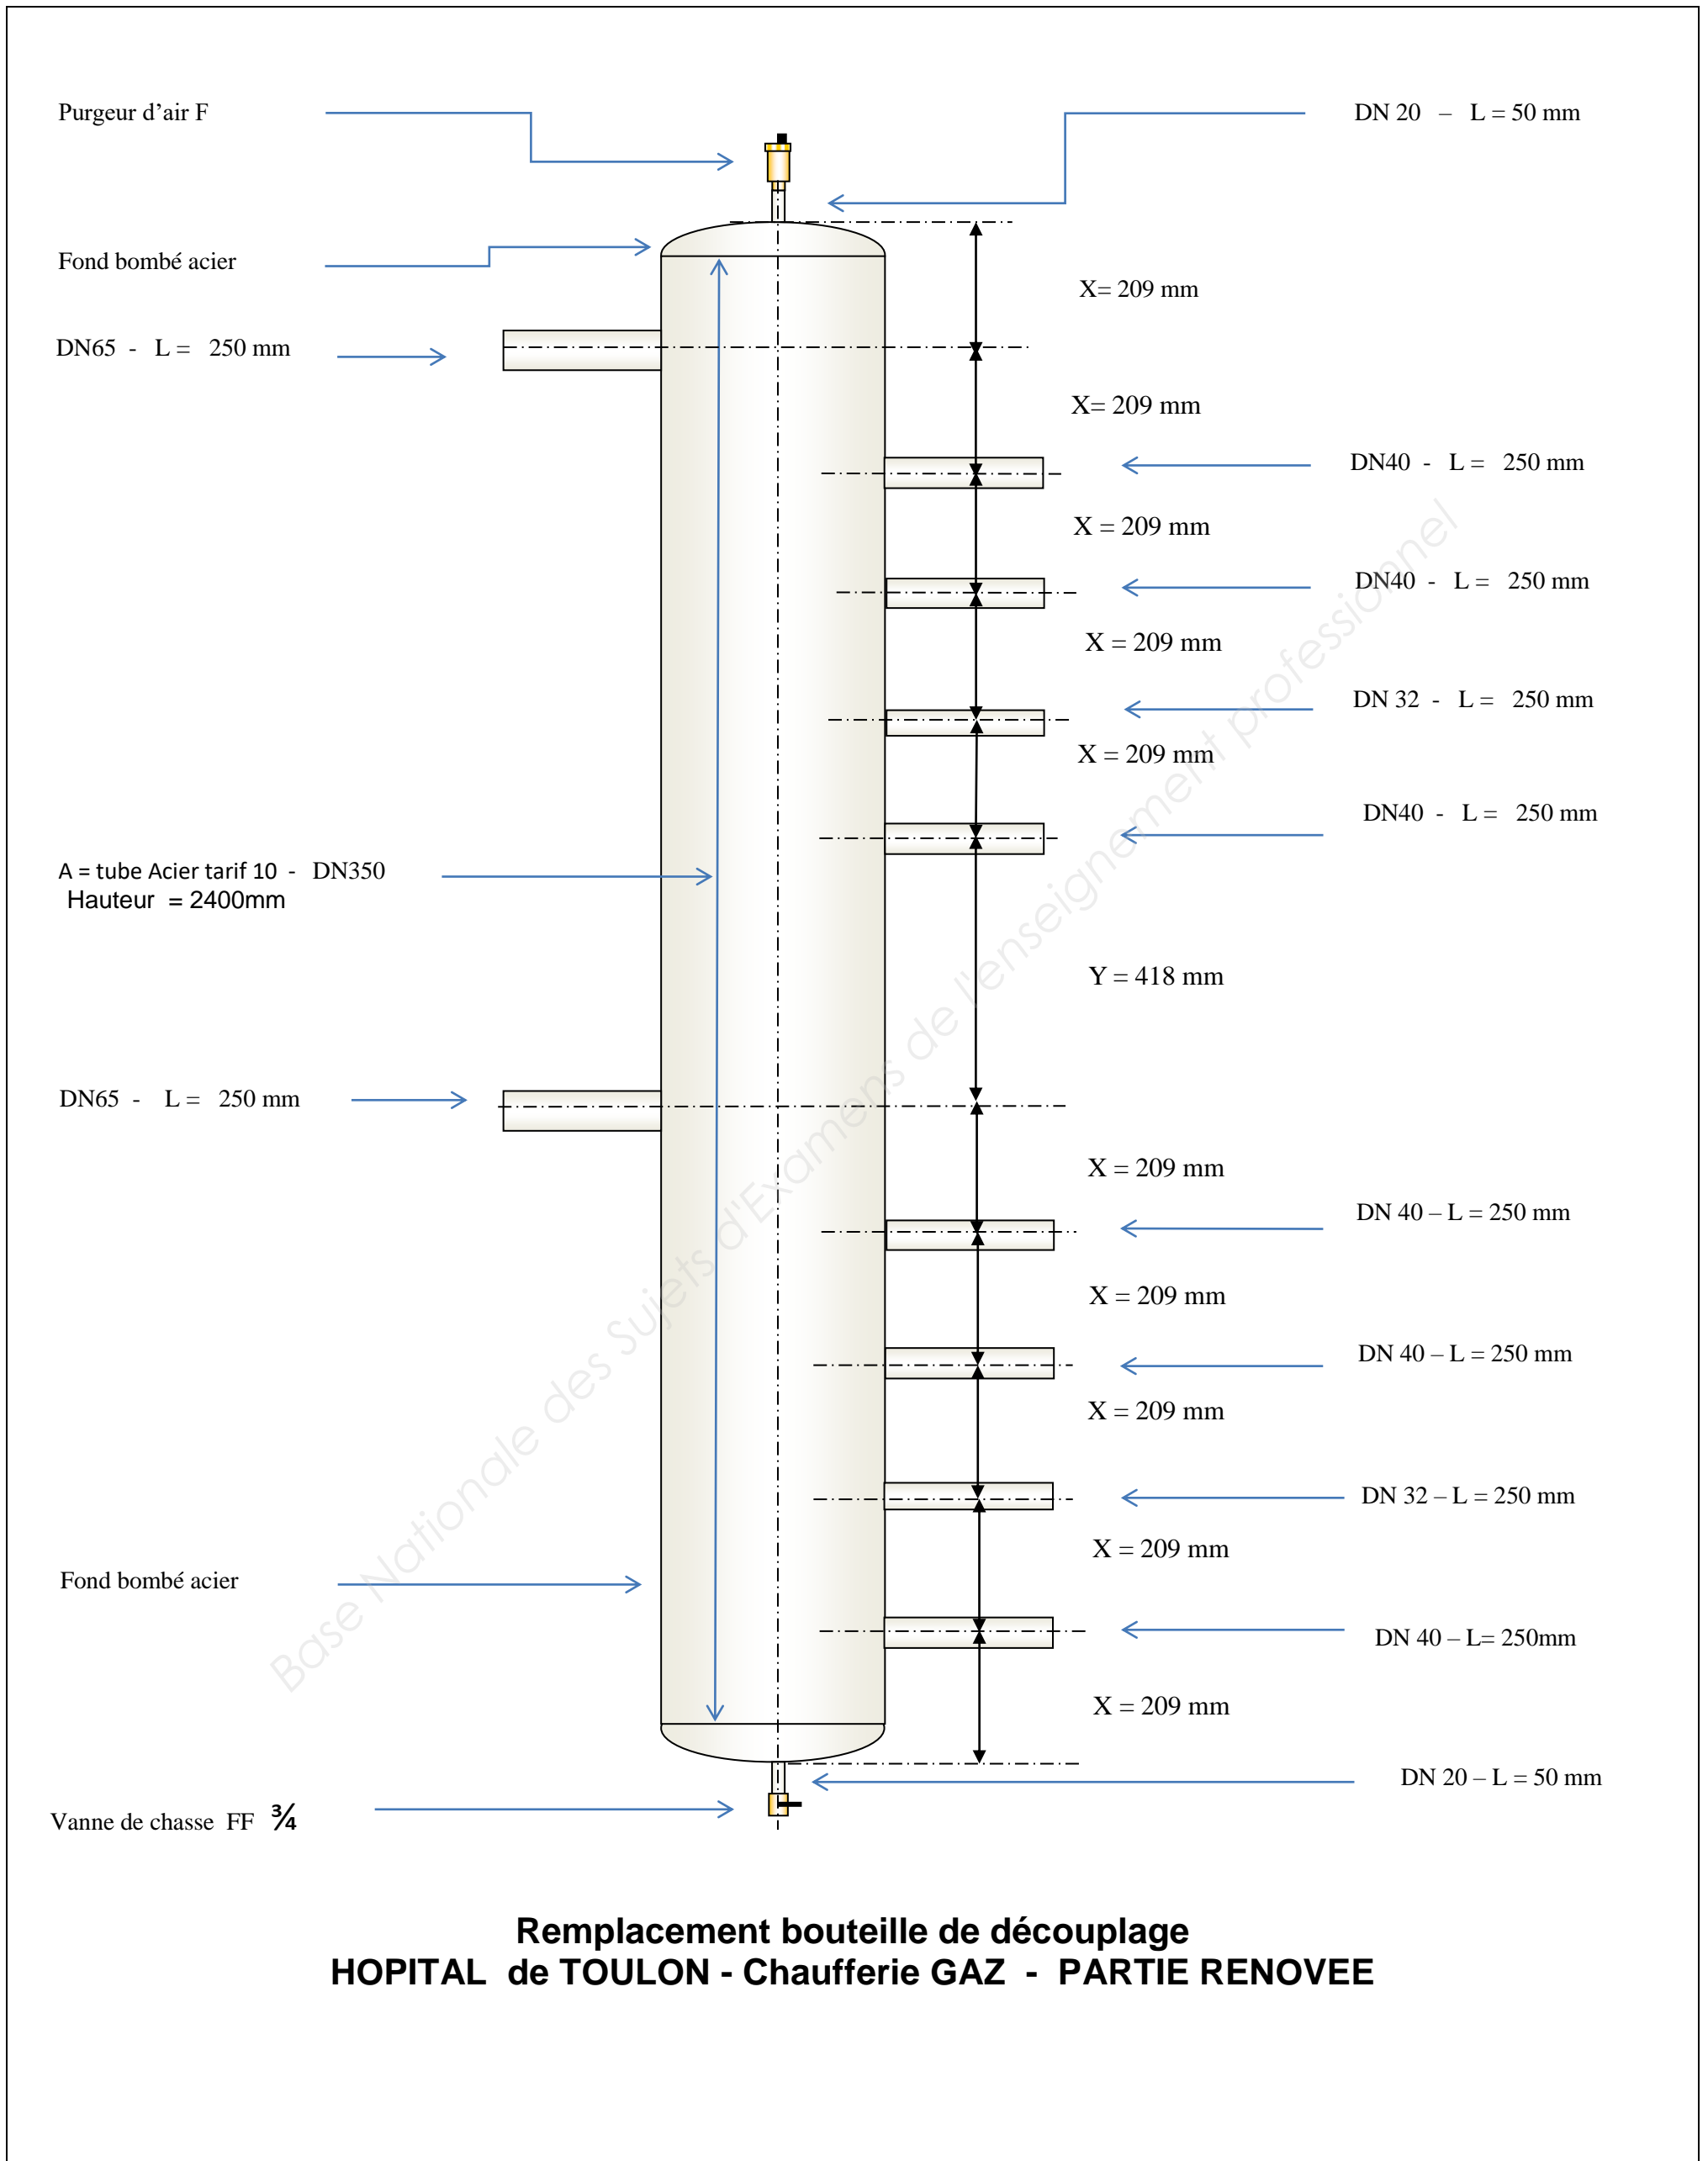 Purgeur d'air F
DN 20 – L = 50 mm
Fond bombé acier
X= 209 mm
DN65 - L = 250 mm
X= 209 mm
DN40 - L = 250 mm
X = 209 mm
DN40 - L = 250 mm
X = 209 mm
DN 32 - L = 250 mm
X = 209 mm
DN40 - L = 250 mm
A = tube Acier tarif 10 - DN350
Hauteur = 2400mm
Y = 418 mm
DN65 - L = 250 mm
X = 209 mm
DN 40 – L = 250 mm
X = 209 mm
DN 40 – L = 250 mm
X = 209 mm
DN 32 – L = 250 mm
X = 209 mm
Fond bombé acier
DN 40 – L= 250mm
X = 209 mm
DN 20 – L = 50 mm
Vanne de chasse FF ¾
Base Nationale des Sujets d'Examens de l'enseignement professionnel
Remplacement bouteille de découplage
HOPITAL de TOULON - Chaufferie GAZ - PARTIE RENOVEE